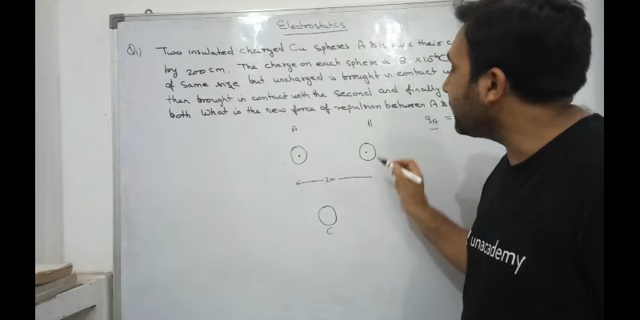 Electrostatics
Q1) Two insulated charged Cu spheres A & B have their c
by 200 cm. The charge on each sphere is 8 ×10
of same size but uncharged is brought in contact w
then brought in contact with the second and finally
both What is the new force of repulsion between A &
qA =
A B
2m
C
unacademy